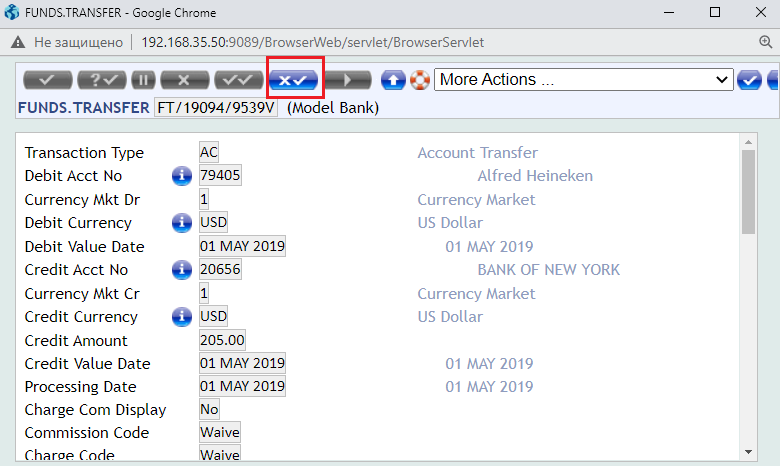 FUNDS.TRANSFER - Google Chrome
Не защищено 192.168.35.50:9089/BrowserWeb/servlet/BrowserServlet
More Actions ...
FUNDS.TRANSFER FT/19094/9539V (Model Bank)
Transaction Type AC Account Transfer
Debit Acct No 79405 Alfred Heineken
Currency Mkt Dr 1 Currency Market
Debit Currency USD US Dollar
Debit Value Date 01 MAY 2019 01 MAY 2019
Credit Acct No 20656 BANK OF NEW YORK
Currency Mkt Cr 1 Currency Market
Credit Currency USD US Dollar
Credit Amount 205.00
Credit Value Date 01 MAY 2019 01 MAY 2019
Processing Date 01 MAY 2019 01 MAY 2019
Charge Com Display No
Commission Code Waive
Charge Code Waive